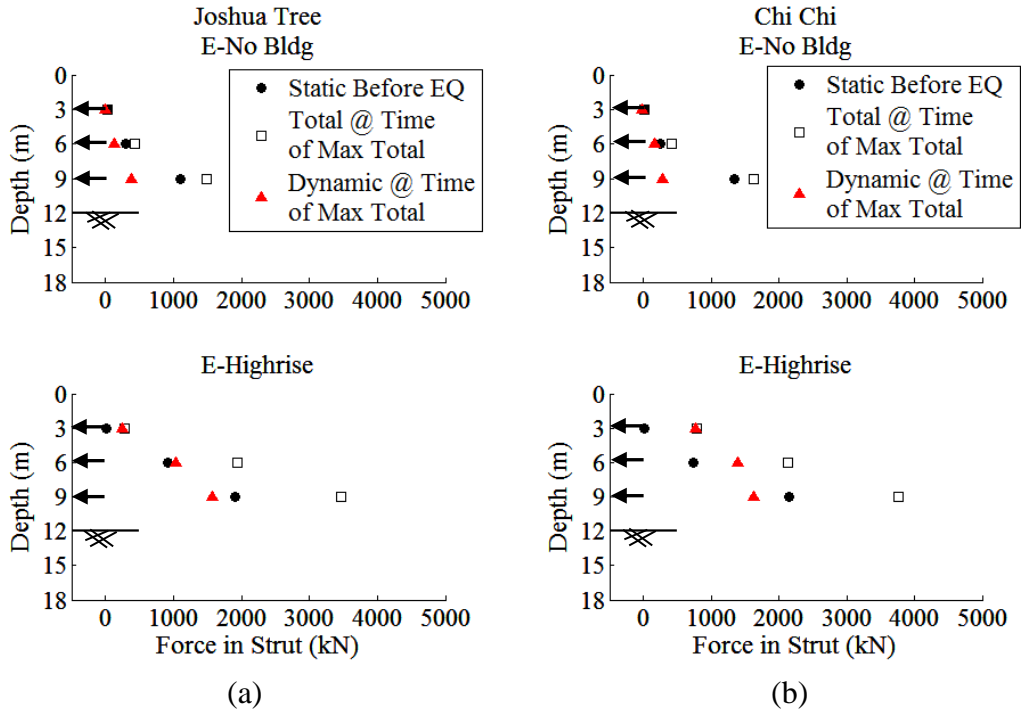 Joshua Tree
E-No Bldg
Static Before EQ
Total @ Time
of Max Total
Dynamic @ Time
of Max Total
Depth (m)
0
3
6
9
12
15
18
0 1000 2000 3000 4000 5000
Chi Chi
E-No Bldg
Static Before EQ
Total @ Time
of Max Total
Dynamic @ Time
of Max Total
Depth (m)
0
3
6
9
12
15
18
0 1000 2000 3000 4000 5000
E-Highrise
Depth (m)
0
3
6
9
12
15
18
0 1000 2000 3000 4000 5000
Force in Strut (kN)
(a)
E-Highrise
Depth (m)
0
3
6
9
12
15
18
0 1000 2000 3000 4000 5000
Force in Strut (kN)
(b)